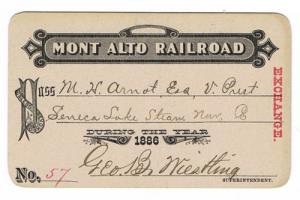 MONT ALTO RAILROAD
EXCHANGE.
Pass M. H. Arnot, Esq, V. Prest
Seneca Lake Steam Nav. Co
DURING THE YEAR
1886
Geo. B. Wiestling
No. 57
SUPERINTENDENT.